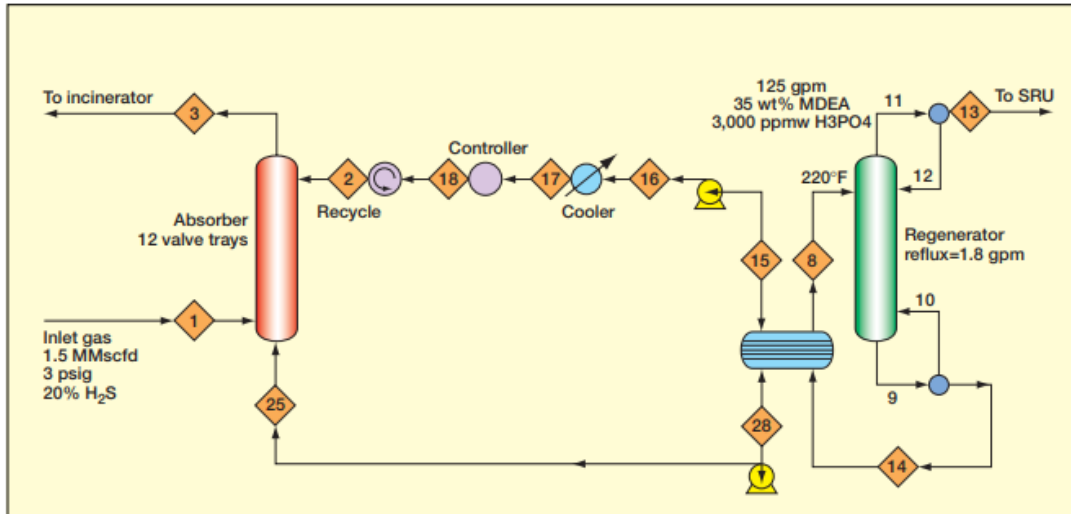 To incinerator
3
Absorber
12 valve trays
1
Inlet gas
1.5 MMscfd
3 psig
20% H₂S
25
2
Recycle
18
Controller
17
Cooler
16
15
28
8
220°F
125 gpm
35 wt% MDEA
3,000 ppmw H3PO4
11
13
To SRU
12
Regenerator
reflux=1.8 gpm
10
9
14